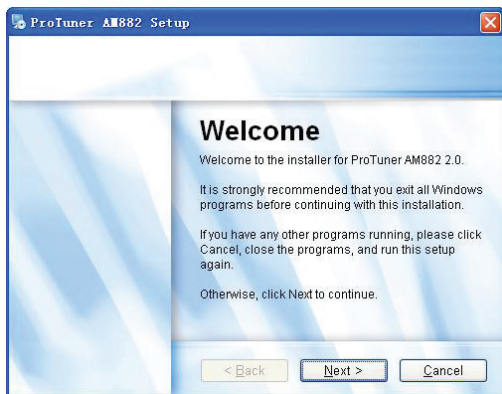 ProTuner AM882 Setup
Welcome
Welcome to the installer for ProTuner AM882 2.0.
It is strongly recommended that you exit all Windows
programs before continuing with this installation.
If you have any other programs running, please click
Cancel, close the programs, and run this setup
again.
Otherwise, click Next to continue.
< Back
Next >
Cancel